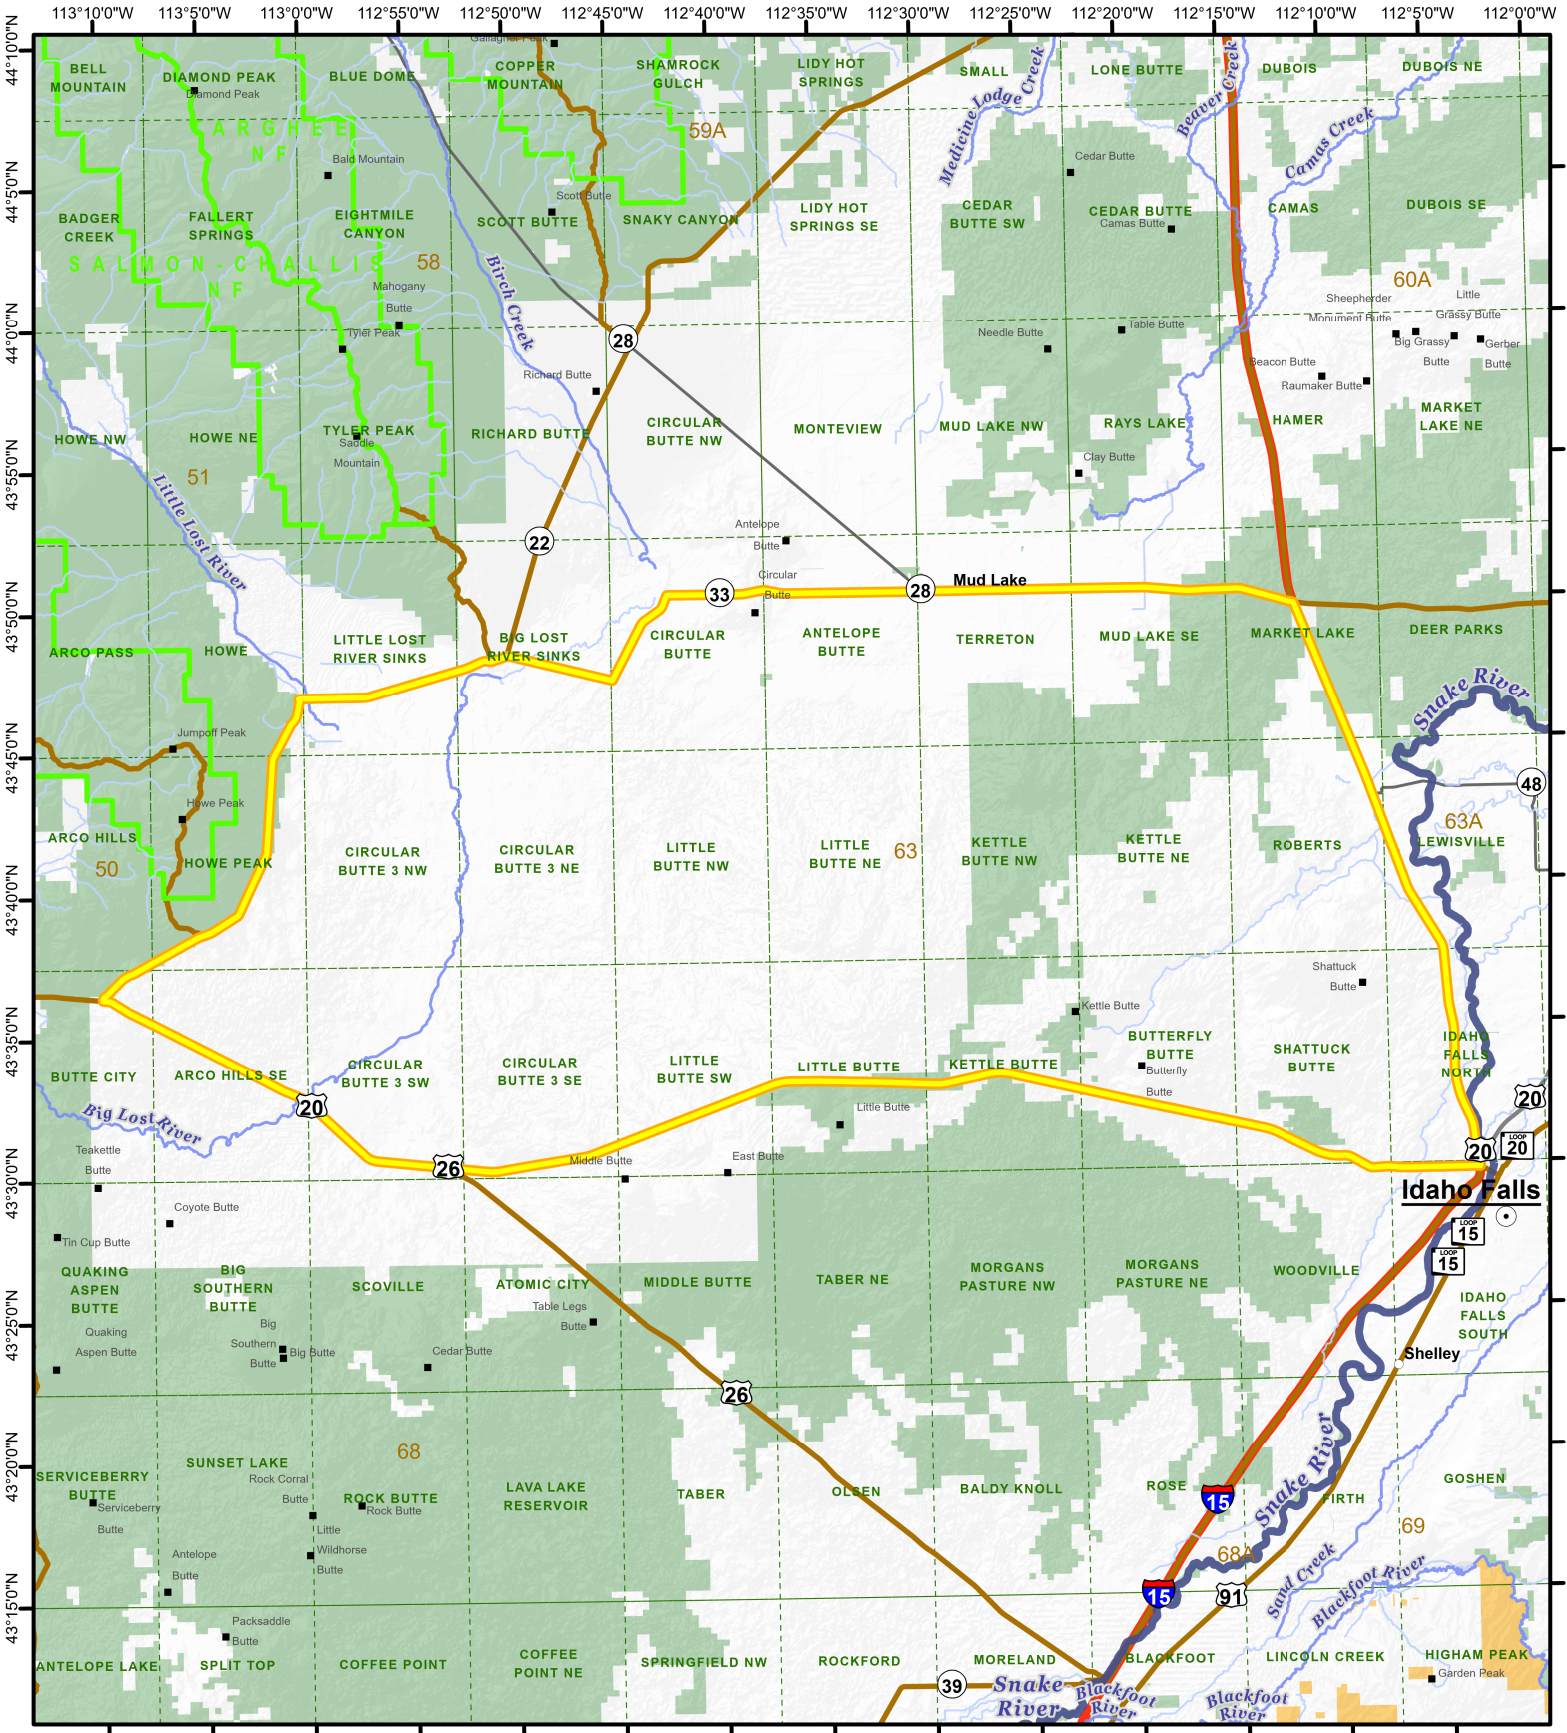 113°0'0"W
112°55'0"W
112°50'0"W
112°45'0"W
112°40'0"W
112°35'0"W
112°30'0"W
112°25'0"W
112°20'0"W
112°15'0"W
112°10'0"W
112°5'0"W
112°0'0"W
44°10'0"N
44°5'0"N
44°0'0"N
43°55'0"N
43°50'0"N
43°45'0"N
43°40'0"N
43°35'0"N
43°30'0"N
43°25'0"N
43°20'0"N
43°15'0"N
BELL
MOUNTAIN
DIAMOND PEAK
Diamond Peak
BLUE DOME
Gallagher Peak
COPPER
MOUNTAIN
SHAMROCK
GULCH
LIDY HOT
SPRINGS
SMALL
LONE BUTTE
DUBOIS
DUBOIS NE
Medicine Lodge Creek
Beaver Creek
Camas Creek
ARGHEE
NF
59A
Bald Mountain
Scott Butte
Cedar Butte
BADGER
CREEK
FALLERT
SPRINGS
EIGHTMILE
CANYON
SCOTT BUTTE
SNAKY CANYON
LIDY HOT
SPRINGS SE
CEDAR
BUTTE SW
CEDAR BUTTE
Camas Butte
CAMAS
DUBOIS SE
SALMON-CHALLIS
NF
58
Birch Creek
60A
Mahogany
Butte
Tyler Peak
28
Needle Butte
Table Butte
Sheepherder
Monument Butte
Little
Grassy Butte
Big Grassy
Butte
Gerber
Butte
Beacon Butte
Raumaker Butte
Richard Butte
HOWE NW
HOWE NE
TYLER PEAK
Saddle
Mountain
RICHARD BUTTE
CIRCULAR
BUTTE NW
MONTEVIEW
MUD LAKE NW
RAYS LAKE
HAMER
MARKET
LAKE NE
51
Little Lost River
Clay Butte
22
Antelope
Butte
Circular
Butte
33
28
Mud Lake
ARCO PASS
HOWE
LITTLE LOST
RIVER SINKS
BIG LOST
RIVER SINKS
CIRCULAR
BUTTE
ANTELOPE
BUTTE
TERRETON
MUD LAKE SE
MARKET LAKE
DEER PARKS
Snake River
Jumpoff Peak
48
Howe Peak
ARCO HILLS
50
HOWE PEAK
CIRCULAR
BUTTE 3 NW
CIRCULAR
BUTTE 3 NE
LITTLE
BUTTE NW
LITTLE
BUTTE NE
63
KETTLE
BUTTE NW
KETTLE
BUTTE NE
ROBERTS
63A
LEWISVILLE
Shattuck
Butte
Kettle Butte
BUTTE CITY
ARCO HILLS SE
CIRCULAR
BUTTE 3 SW
CIRCULAR
BUTTE 3 SE
LITTLE
BUTTE SW
LITTLE BUTTE
KETTLE BUTTE
BUTTERFLY
BUTTE
Butterfly
Butte
SHATTUCK
BUTTE
IDAHO
FALLS
NORTH
Big Lost River
20
Little Butte
20
Teakettle
Butte
26
Middle Butte
East Butte
20
LOOP
20
Idaho Falls
Coyote Butte
Tin Cup Butte
LOOP
15
LOOP
15
QUAKING
ASPEN
BUTTE
BIG
SOUTHERN
BUTTE
SCOVILLE
ATOMIC CITY
MIDDLE BUTTE
TABER NE
MORGANS
PASTURE NW
MORGANS
PASTURE NE
WOODVILLE
IDAHO
FALLS
SOUTH
Table Legs
Butte
Quaking
Aspen Butte
Big
Southern
Butte
Big Butte
Cedar Butte
Shelley
26
68
Snake River
SERVICEBERRY
BUTTE
Serviceberry
Butte
SUNSET LAKE
Rock Corral
Butte
ROCK BUTTE
Rock Butte
LAVA LAKE
RESERVOIR
TABER
OLSEN
BALDY KNOLL
ROSE
15
FIRTH
GOSHEN
69
Little
Wildhorse
Butte
Antelope
Butte
68A
15
91
Sand Creek
Blackfoot River
Packsaddle
Butte
ANTELOPE LAKE
SPLIT TOP
COFFEE POINT
COFFEE
POINT NE
SPRINGFIELD NW
ROCKFORD
MORELAND
BLACKFOOT
LINCOLN CREEK
HIGHAM PEAK
Garden Peak
39
Snake
River
Blackfoot
River
Blackfoot
River